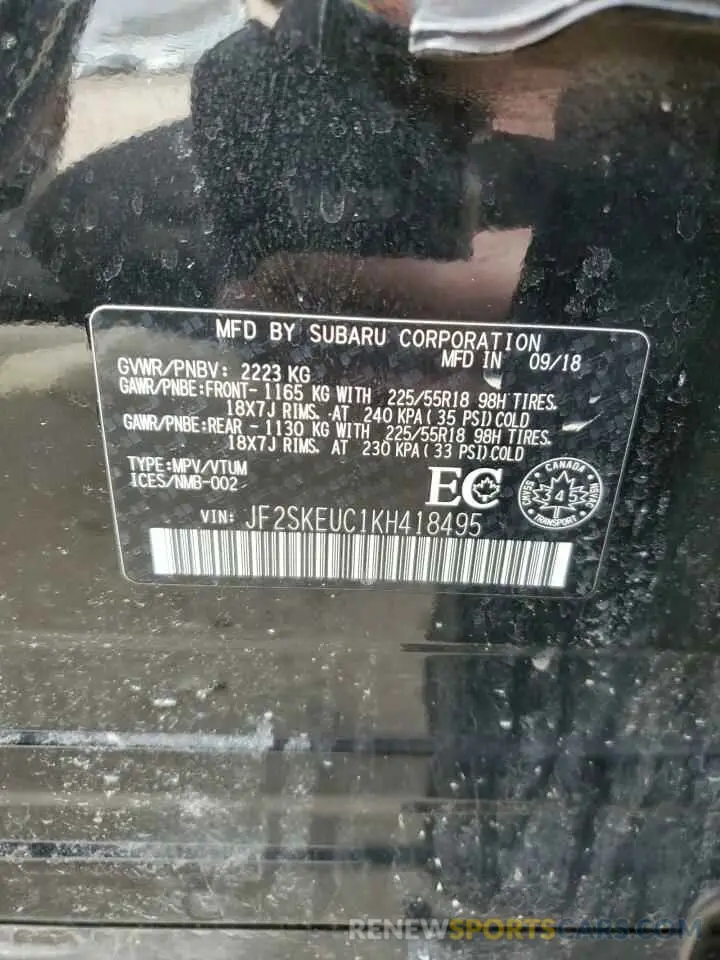 MFD BY SUBARU CORPORATION
MFD IN 09/18
GVWR/PNBV: 2223 KG
GAWR/PNBE:FRONT- 1165 KG WITH 225/55R18 98H TIRES.
18X7J RIMS. AT 240 KPA(35 PSI)COLD
GAWR/PNBE:REAR - 1130 KG WITH 225/55R18 98H TIRES.
18X7J RIMS. AT 230 KPA(33 PSI)COLD
TYPE:MPV/VTUM
ICES/NMB-002
EC
CANADA
CMVSS NSVAC
345
TRANSPORT
VIN: JF2SKEUC1KH418495
RENEWSPORTSCARS.COM